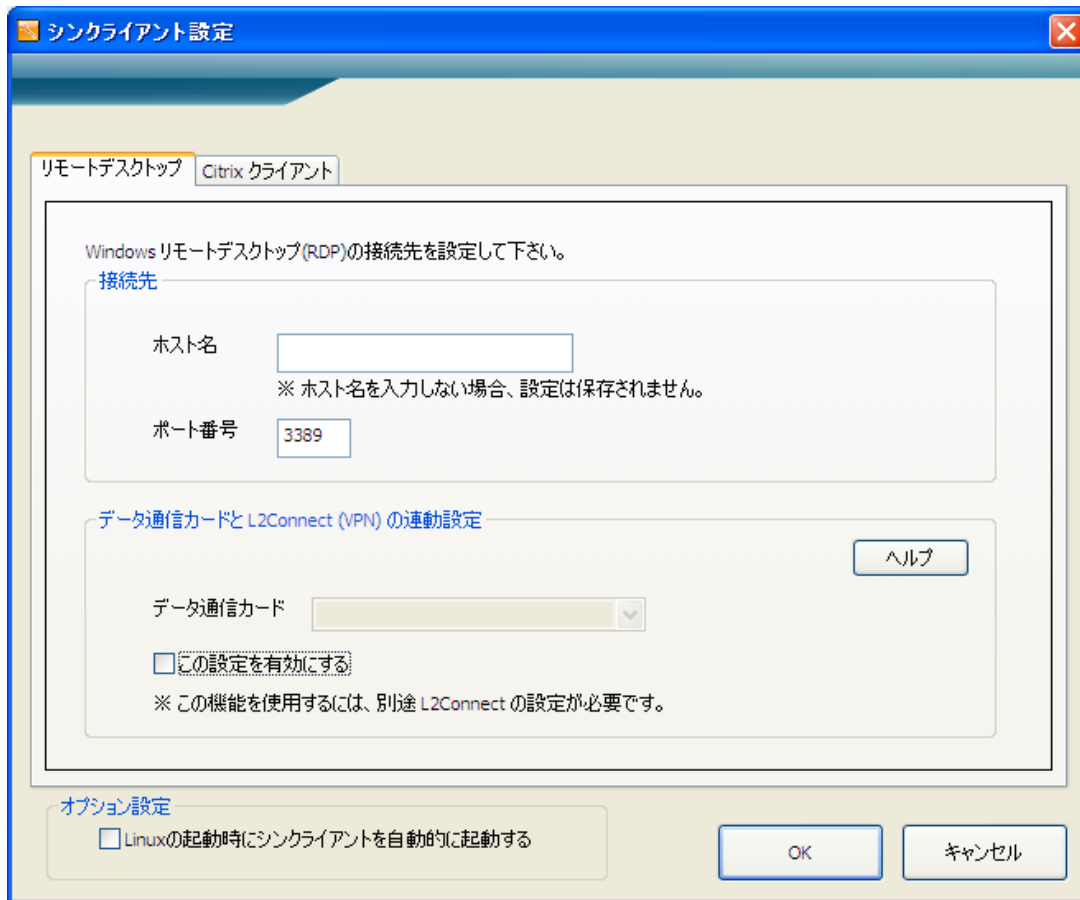 シンクライアント設定
リモートデスクトップ
Citrix クライアント
Windows リモートデスクトップ(RDP)の接続先を設定して下さい。
接続先
ホスト名
※ ホスト名を入力しない場合、設定は保存されません。
ポート番号
3389
データ通信カードと L2Connect (VPN) の連動設定
ヘルプ
データ通信カード
この設定を有効にする
※ この機能を使用するには、別途 L2Connect の設定が必要です。
オプション設定
Linuxの起動時にシンクライアントを自動的に起動する
OK
キャンセル